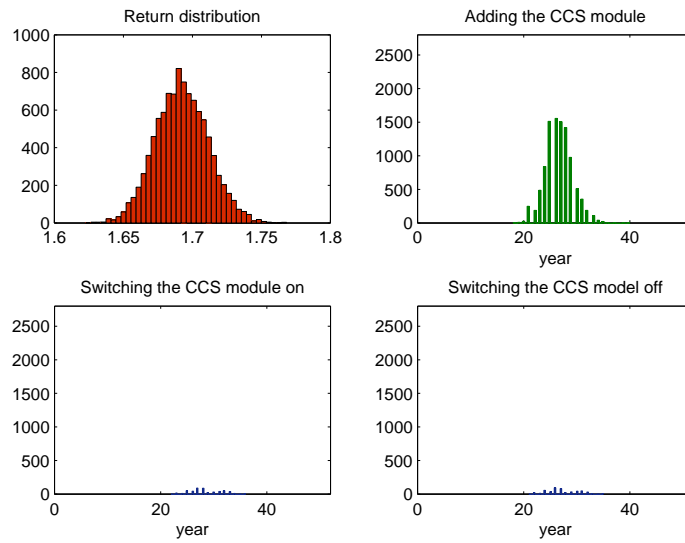 Return distribution
1000
800
600
400
200
0
1.6 1.65 1.7 1.75 1.8
Adding the CCS module
2500
2000
1500
1000
500
0
0 20 40
year
Switching the CCS module on
2500
2000
1500
1000
500
0
0 20 40
year
Switching the CCS model off
2500
2000
1500
1000
500
0
0 20 40
year